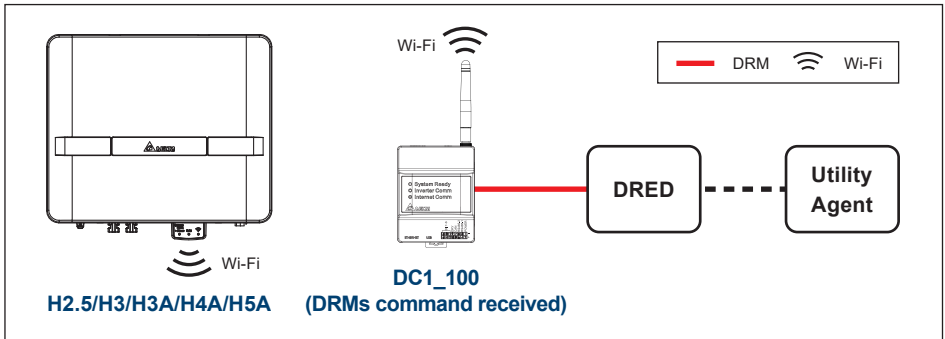 Wi-Fi
DRM Wi-Fi
System Ready
Inverter Comm
Internet Comm
DRED
Utility
Agent
Wi-Fi
H2.5/H3/H3A/H4A/H5A
DC1_100
(DRMs command received)